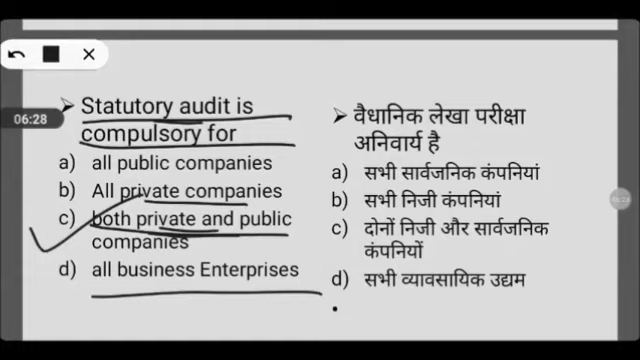 06:28
➤ Statutory audit is
compulsory for
a) all public companies
b) All private companies
c) both private and public
companies
d) all business Enterprises
➤ वैधानिक लेखा परीक्षा
अनिवार्य है
a) सभी सार्वजनिक कंपनियां
b) सभी निजी कंपनियां
c) दोनों निजी और सार्वजनिक
कंपनियों
d) सभी व्यावसायिक उद्यम